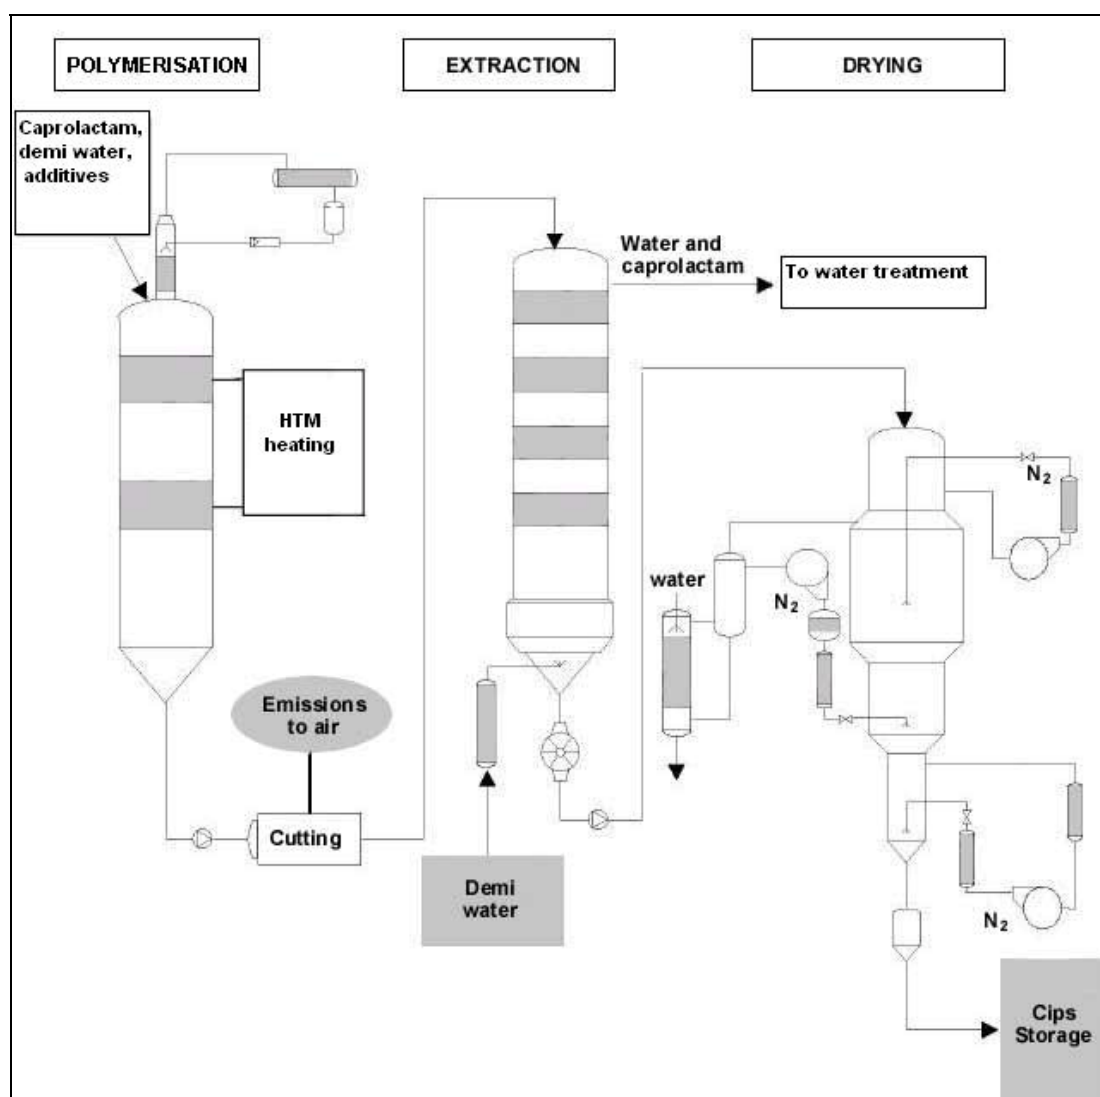 POLYMERISATION
EXTRACTION
DRYING
Caprolactam,
demi water,
additives
Water and
caprolactam
To water treatment
HTM
heating
N2
water
N2
Emissions
to air
Cutting
Demi
water
N2
Cips
Storage